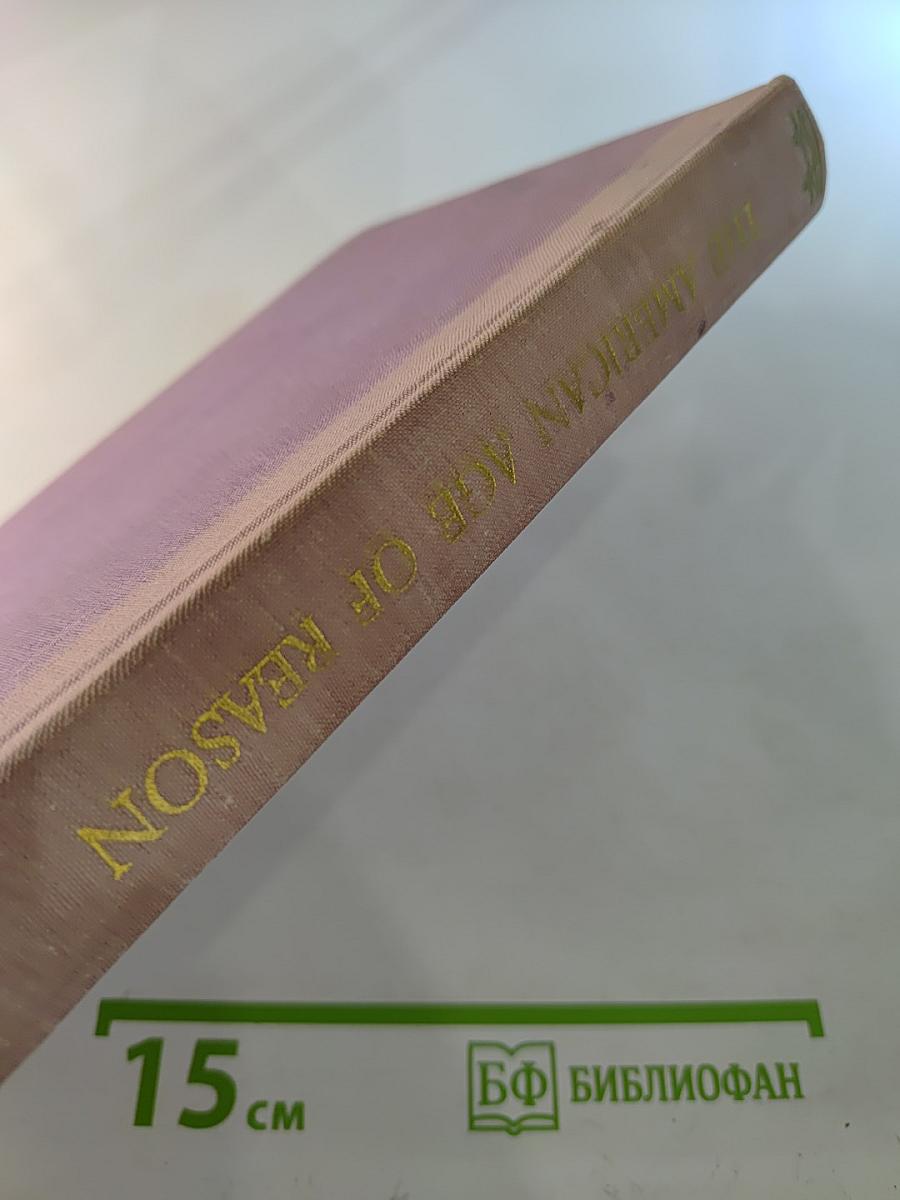 THE AMERICAN AGE OF REASON
15 см
БФ БИБЛИОФАН